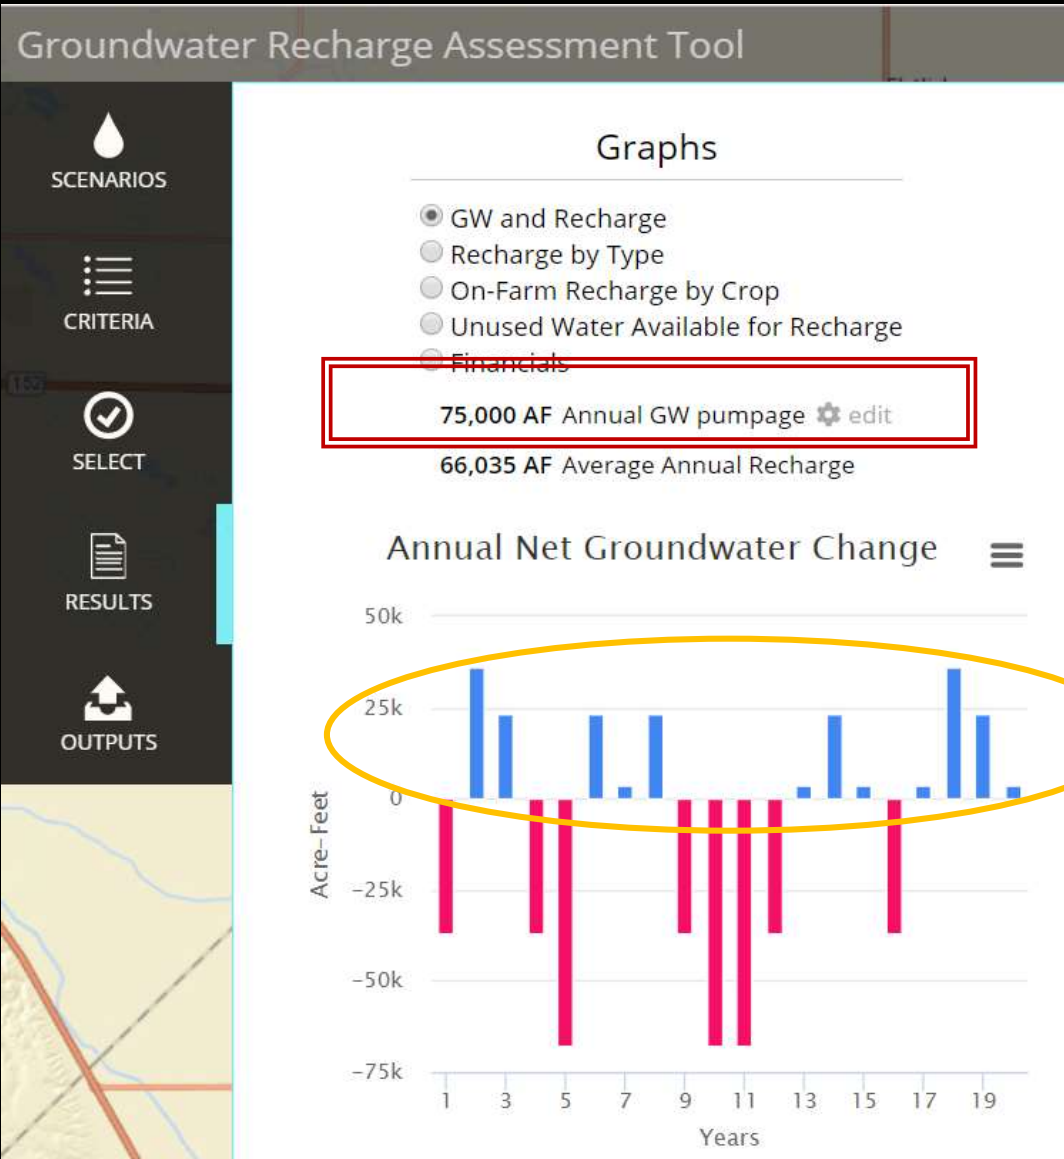 Groundwater Recharge Assessment Tool
SCENARIOS
CRITERIA
152
SELECT
RESULTS
OUTPUTS
Graphs
GW and Recharge
Recharge by Type
On-Farm Recharge by Crop
Unused Water Available for Recharge
Financials
75,000 AF Annual GW pumpage edit
66,035 AF Average Annual Recharge
Annual Net Groundwater Change
50k
25k
0
−25k
−50k
−75k
Acre-Feet
1 3 5 7 9 11 13 15 17 19
Years